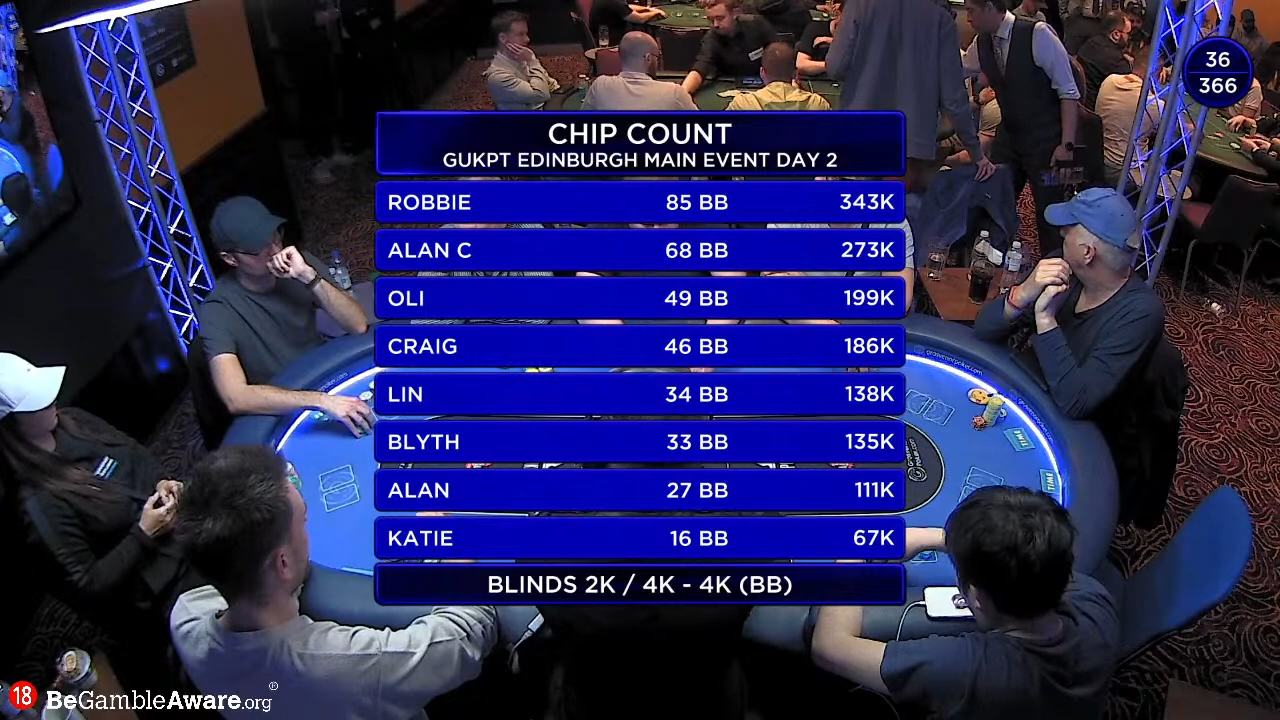 36
366
CHIP COUNT
GUKPT EDINBURGH MAIN EVENT DAY 2
ROBBIE 85 BB 343K
ALAN C 68 BB 273K
OLI 49 BB 199K
CRAIG 46 BB 186K
LIN 34 BB 138K
BLYTH 33 BB 135K
ALAN 27 BB 111K
KATIE 16 BB 67K
BLINDS 2K / 4K - 4K (BB)
TIME
TIME
18 BeGambleAware.org®